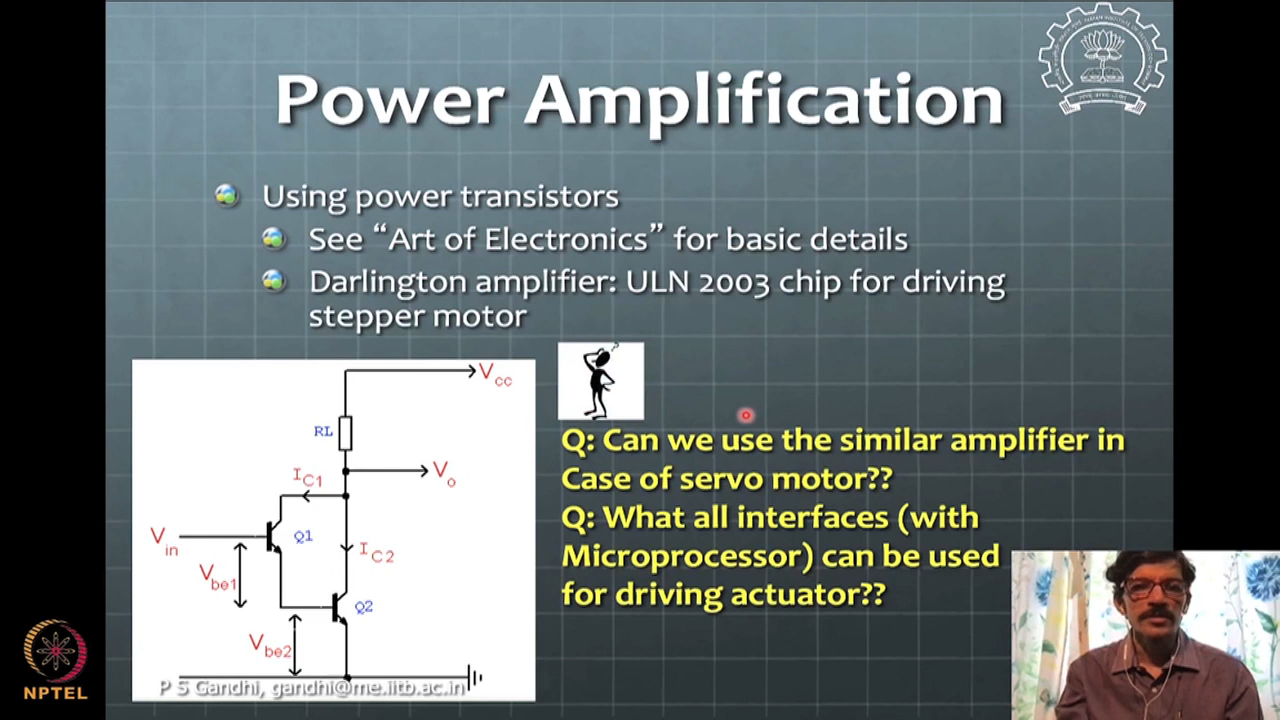 Power Amplification
Using power transistors
See “Art of Electronics” for basic details
Darlington amplifier: ULN 2003 chip for driving
stepper motor
Vcc
RL
Vo
IC1
Vin
Q1
IC2
Vbe1
Q2
Vbe2
P S Gandhi, gandhi@me.iitb.ac.in
Q: Can we use the similar amplifier in
Case of servo motor??
Q: What all interfaces (with
Microprocessor) can be used
for driving actuator??
NPTEL